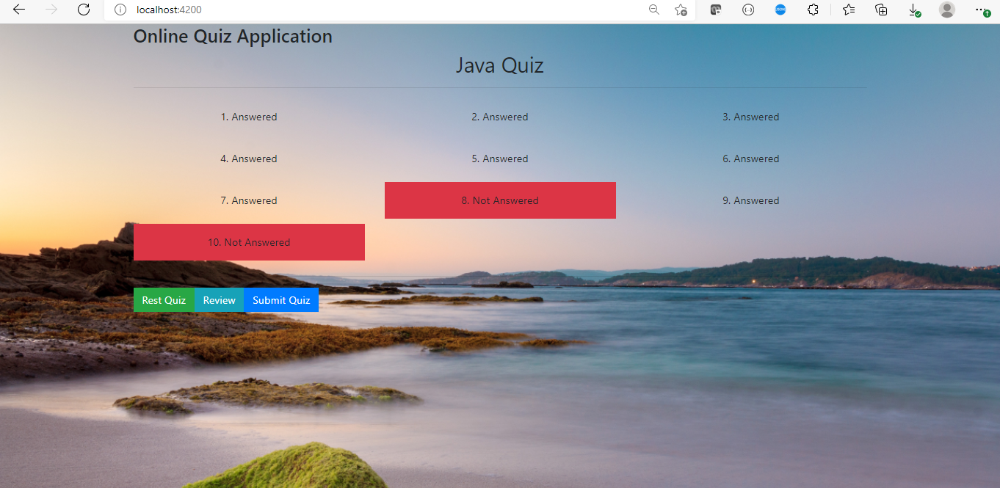 localhost:4200
JSON
Online Quiz Application
Java Quiz
1. Answered 2. Answered 3. Answered
4. Answered 5. Answered 6. Answered
7. Answered 8. Not Answered 9. Answered
10. Not Answered
Rest Quiz Review Submit Quiz